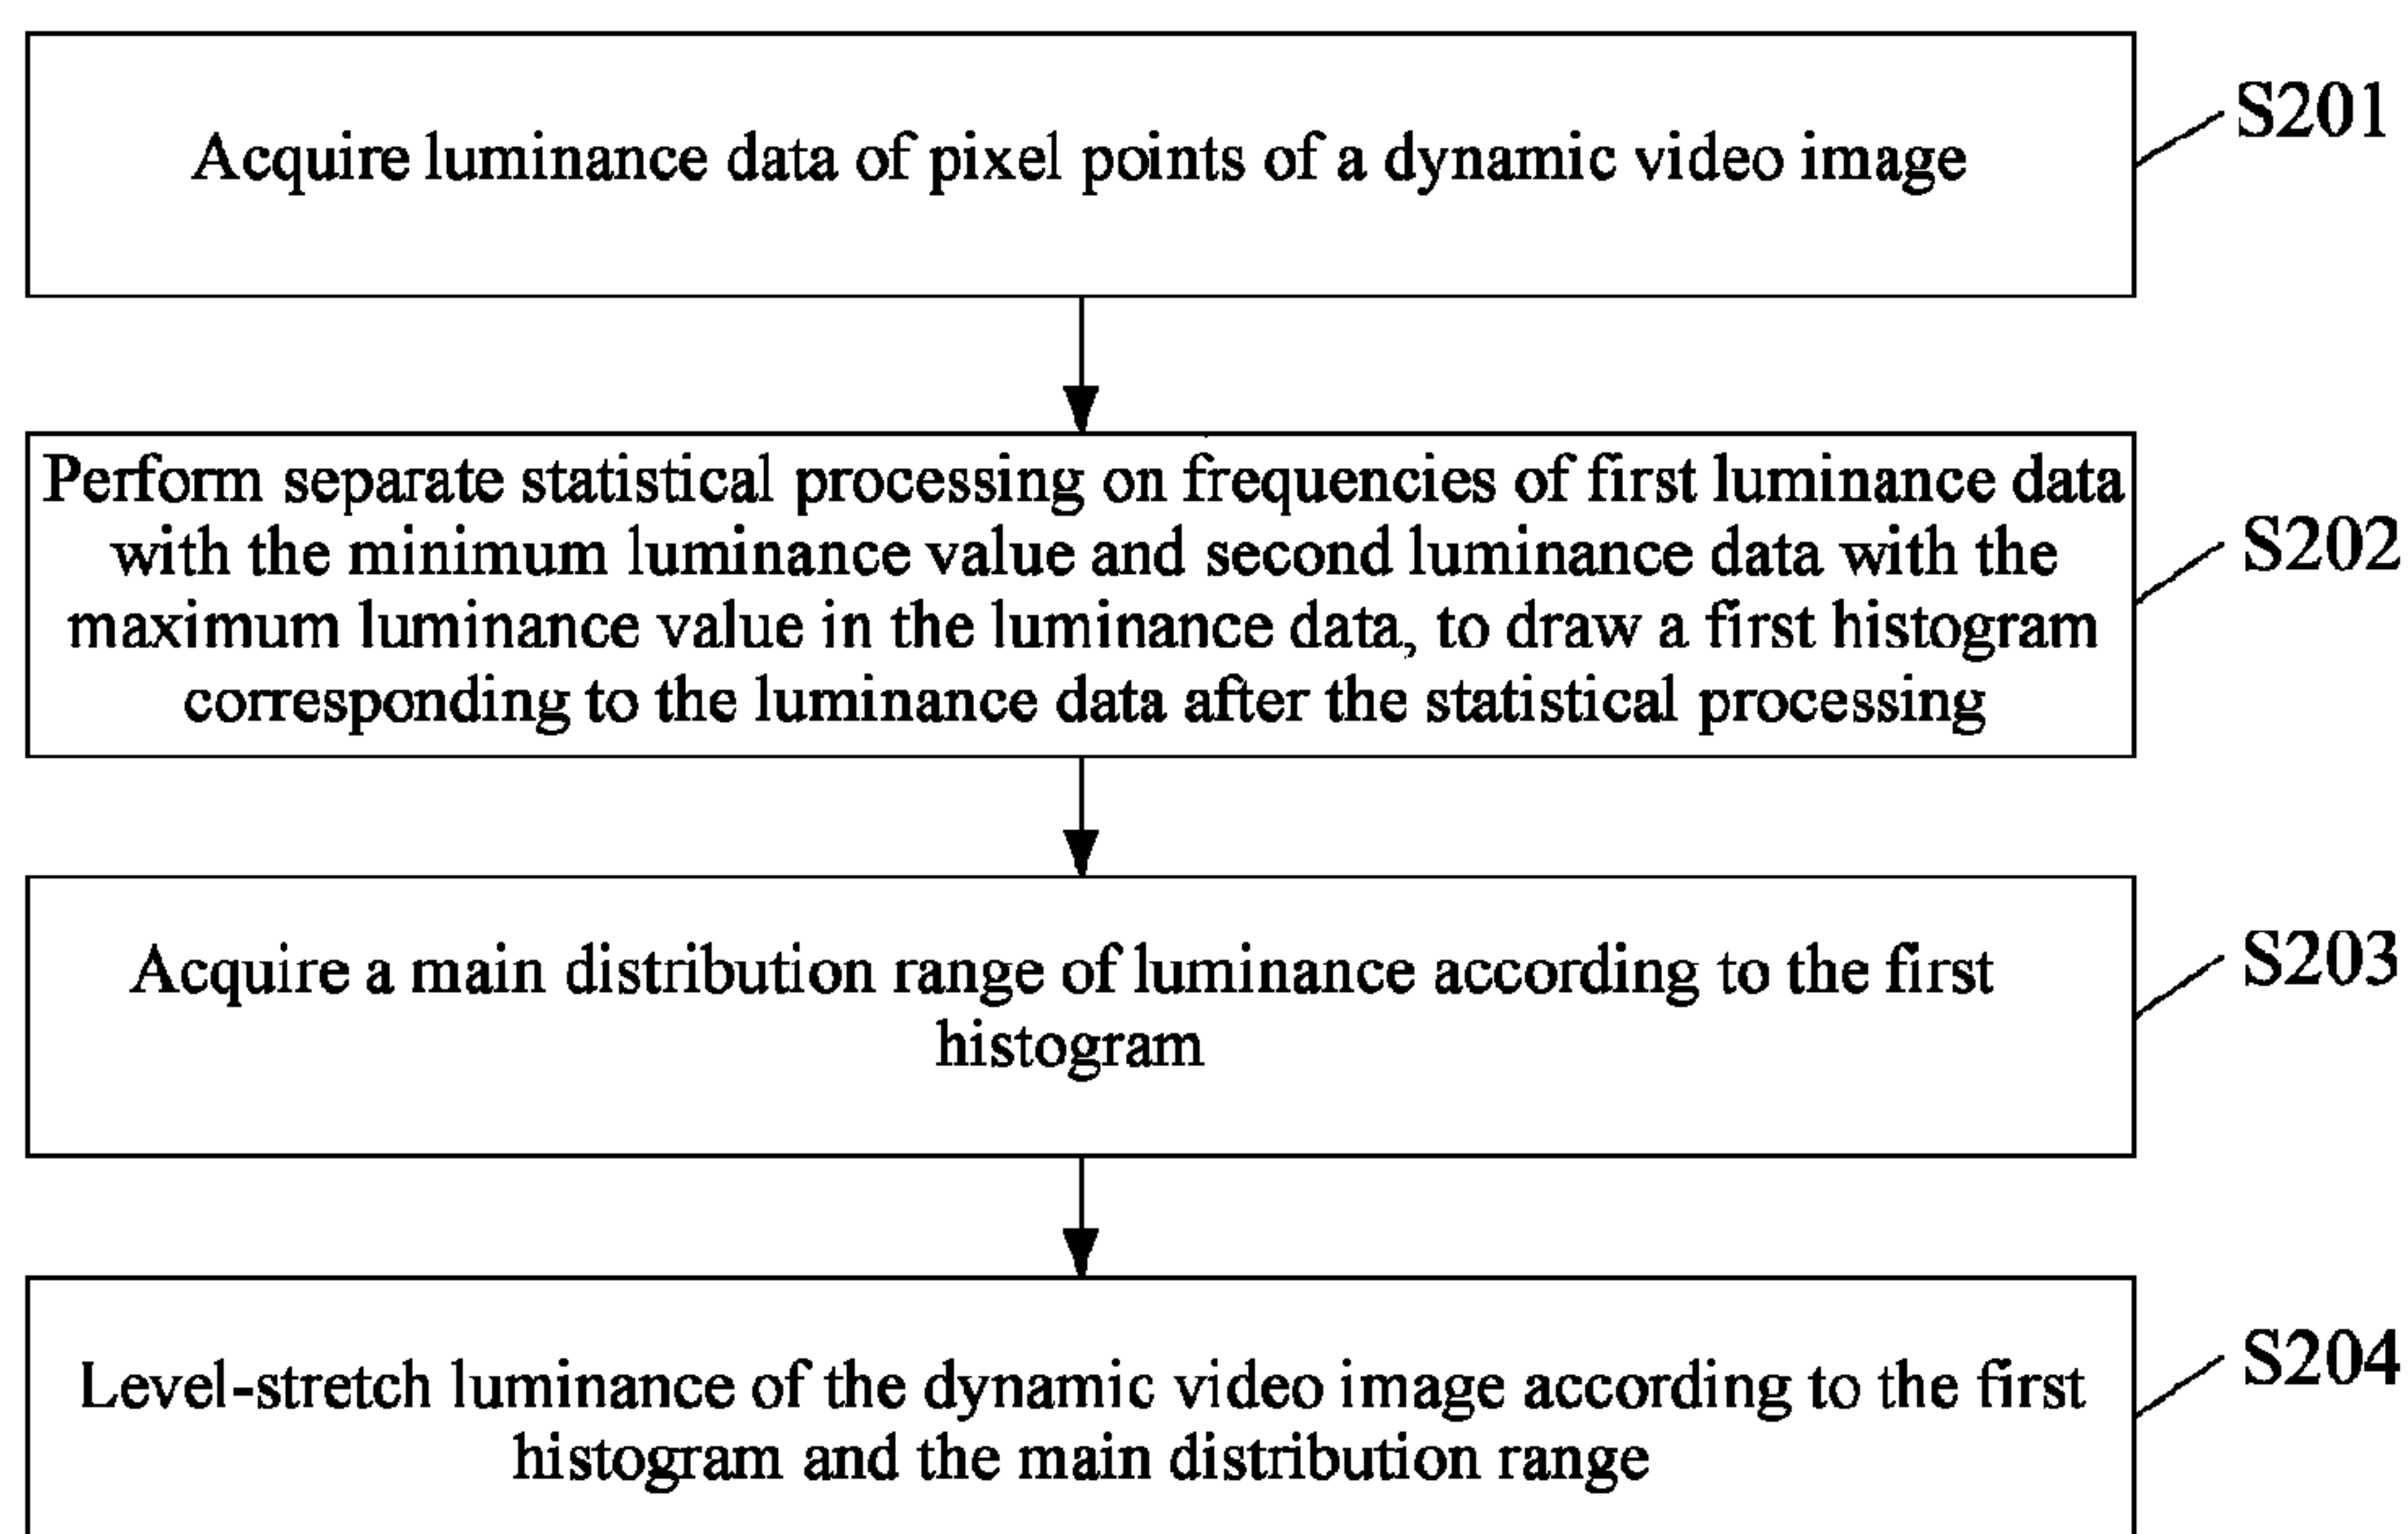 Acquire luminance data of pixel points of a dynamic video image
S201
Perform separate statistical processing on frequencies of first luminance data
with the minimum luminance value and second luminance data with the
maximum luminance value in the luminance data, to draw a first histogram
corresponding to the luminance data after the statistical processing
S202
Acquire a main distribution range of luminance according to the first
histogram
S203
Level-stretch luminance of the dynamic video image according to the first
histogram and the main distribution range
S204